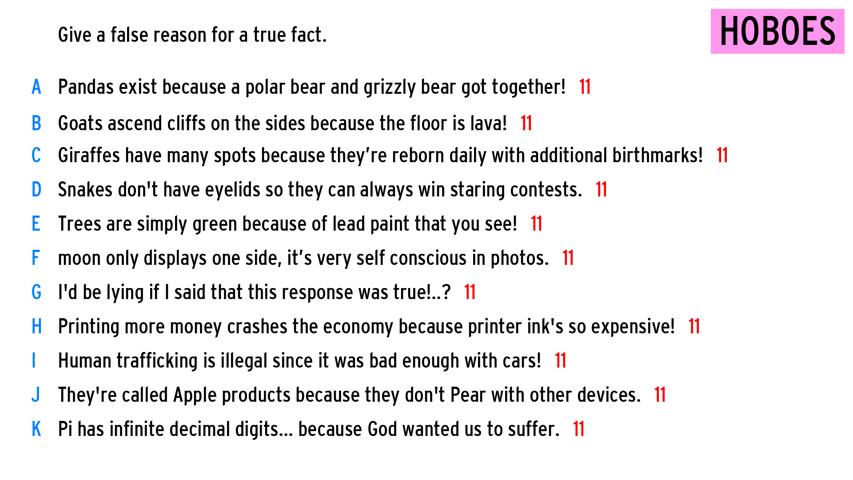 Give a false reason for a true fact.
HOBOES
A Pandas exist because a polar bear and grizzly bear got together! 11
B Goats ascend cliffs on the sides because the floor is lava! 11
C Giraffes have many spots because they’re reborn daily with additional birthmarks! 11
D Snakes don't have eyelids so they can always win staring contests. 11
E Trees are simply green because of lead paint that you see! 11
F moon only displays one side, it’s very self conscious in photos. 11
G I'd be lying if I said that this response was true!..? 11
H Printing more money crashes the economy because printer ink's so expensive! 11
I Human trafficking is illegal since it was bad enough with cars! 11
J They're called Apple products because they don't Pear with other devices. 11
K Pi has infinite decimal digits... because God wanted us to suffer. 11